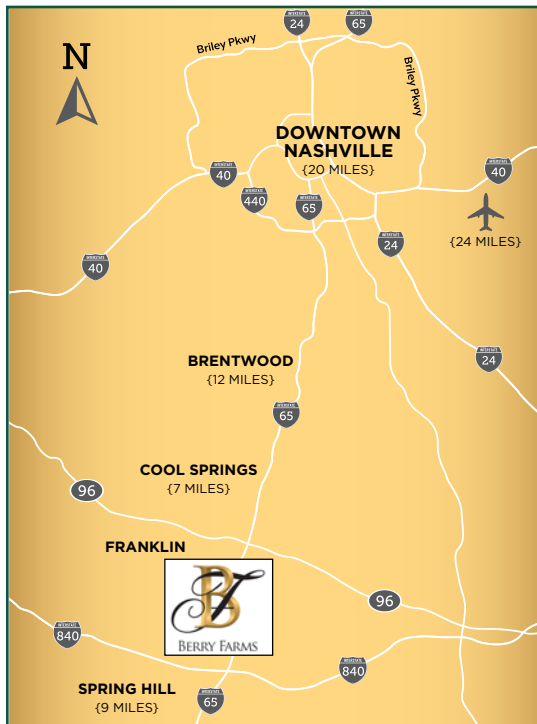 24
65
Briley Pkwy
N
Briley Pkwy
DOWNTOWN
NASHVILLE
{20 MILES}
40
40
440
65
24
{24 MILES}
40
24
BRENTWOOD
{12 MILES}
65
COOL SPRINGS
{7 MILES}
96
FRANKLIN
BF
BERRY FARMS
96
840
840
SPRING HILL
{9 MILES}
65